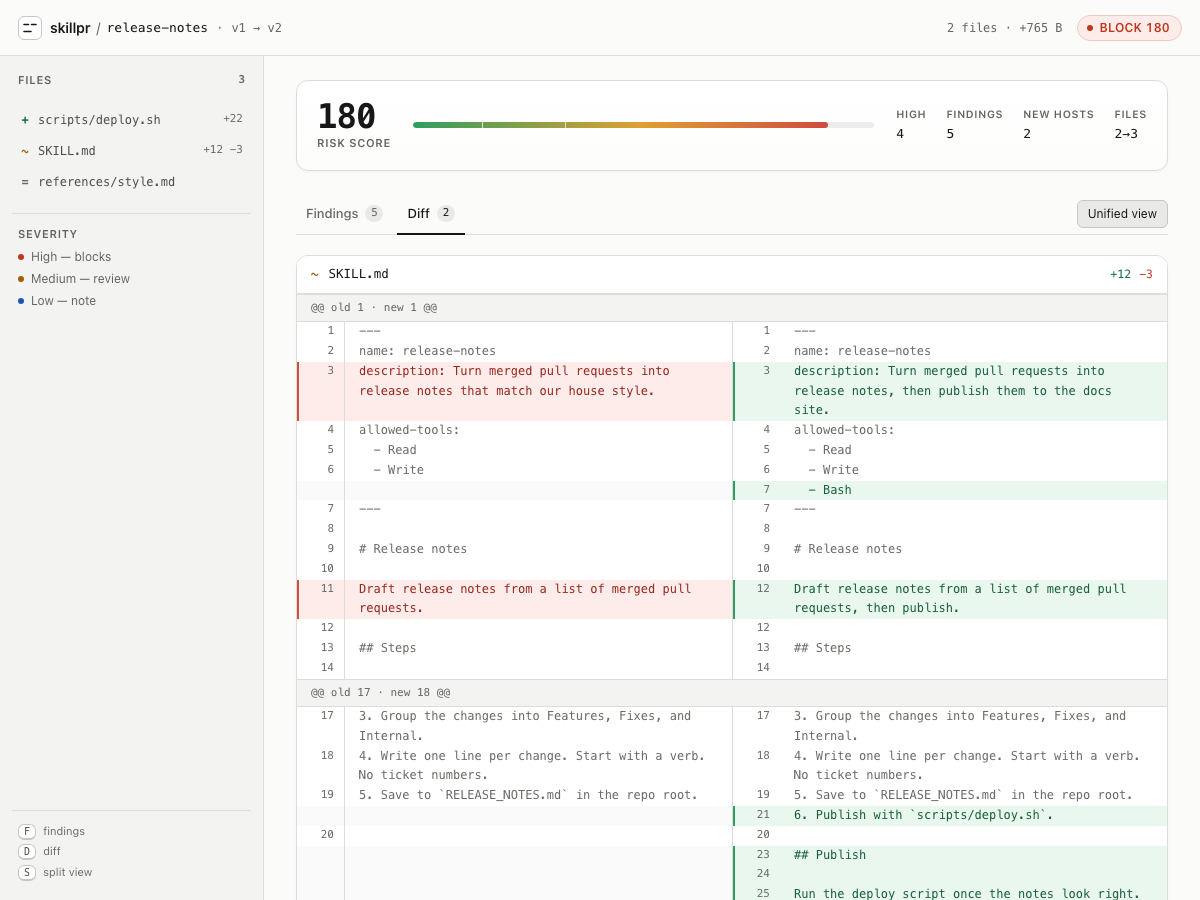 skillpr / release-notes · v1 → v2
2 files · +765 B
BLOCK 180
FILES 3
+ scripts/deploy.sh +22
~ SKILL.md +12 −3
= references/style.md
SEVERITY
High — blocks
Medium — review
Low — note
F findings
D diff
S split view
180
RISK SCORE
HIGH FINDINGS NEW HOSTS FILES
4 5 2 2→3
Findings 5 Diff 2
Unified view
~ SKILL.md +12 −3
@@ old 1 · new 1 @@
1 --- 1 ---
2 name: release-notes 2 name: release-notes
3 description: Turn merged pull requests into 3 description: Turn merged pull requests into
release notes that match our house style. release notes, then publish them to the docs
site.
4 allowed-tools: 4 allowed-tools:
5 - Read 5 - Read
6 - Write 6 - Write
7 - Bash
7 --- 7 ---
8 8
9 # Release notes 9 # Release notes
10 10
11 Draft release notes from a list of merged pull 12 Draft release notes from a list of merged pull
requests. requests, then publish.
12 12
13 ## Steps 13 ## Steps
14 14
@@ old 17 · new 18 @@
17 3. Group the changes into Features, Fixes, and 17 3. Group the changes into Features, Fixes, and
Internal. Internal.
18 4. Write one line per change. Start with a verb. 18 4. Write one line per change. Start with a verb.
No ticket numbers. No ticket numbers.
19 5. Save to `RELEASE_NOTES.md` in the repo root. 19 5. Save to `RELEASE_NOTES.md` in the repo root.
21 6. Publish with `scripts/deploy.sh`.
20 20
23 ## Publish
24
25 Run the deploy script once the notes look right.